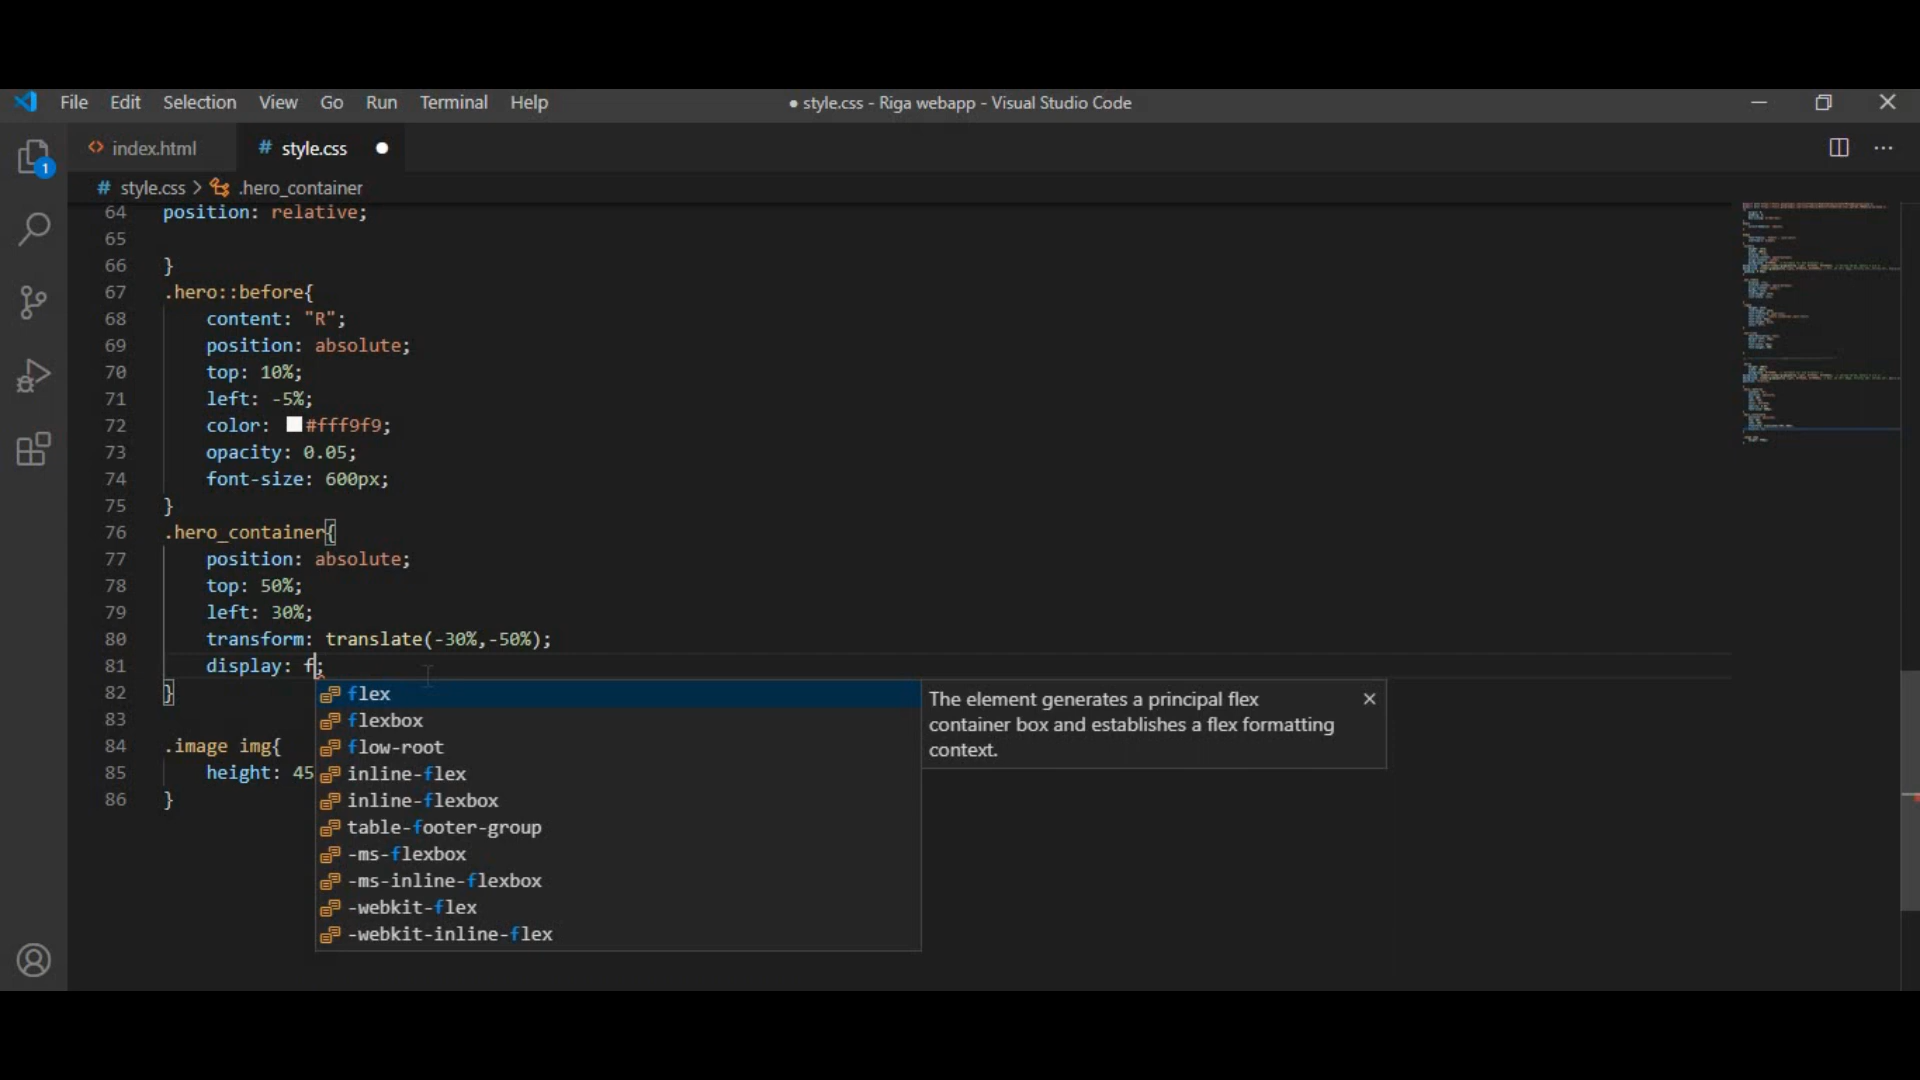 File Edit Selection View Go Run Terminal Help
● style.css - Riga webapp - Visual Studio Code
index.html
# style.css ●
1
# style.css > .hero_container
64 position: relative;
65
66 }
67 .hero::before{
68 content: "R";
69 position: absolute;
70 top: 10%;
71 left: -5%;
72 color: #fff9f9;
73 opacity: 0.05;
74 font-size: 600px;
75 }
76 .hero_container{
77 position: absolute;
78 top: 50%;
79 left: 30%;
80 transform: translate(-30%,-50%);
81 display: f;
82 }
83
84 .image img{
85 height: 45
86 }
flex
flexbox
flow-root
inline-flex
inline-flexbox
table-footer-group
-ms-flexbox
-ms-inline-flexbox
-webkit-flex
-webkit-inline-flex
The element generates a principal flex
container box and establishes a flex formatting
context.